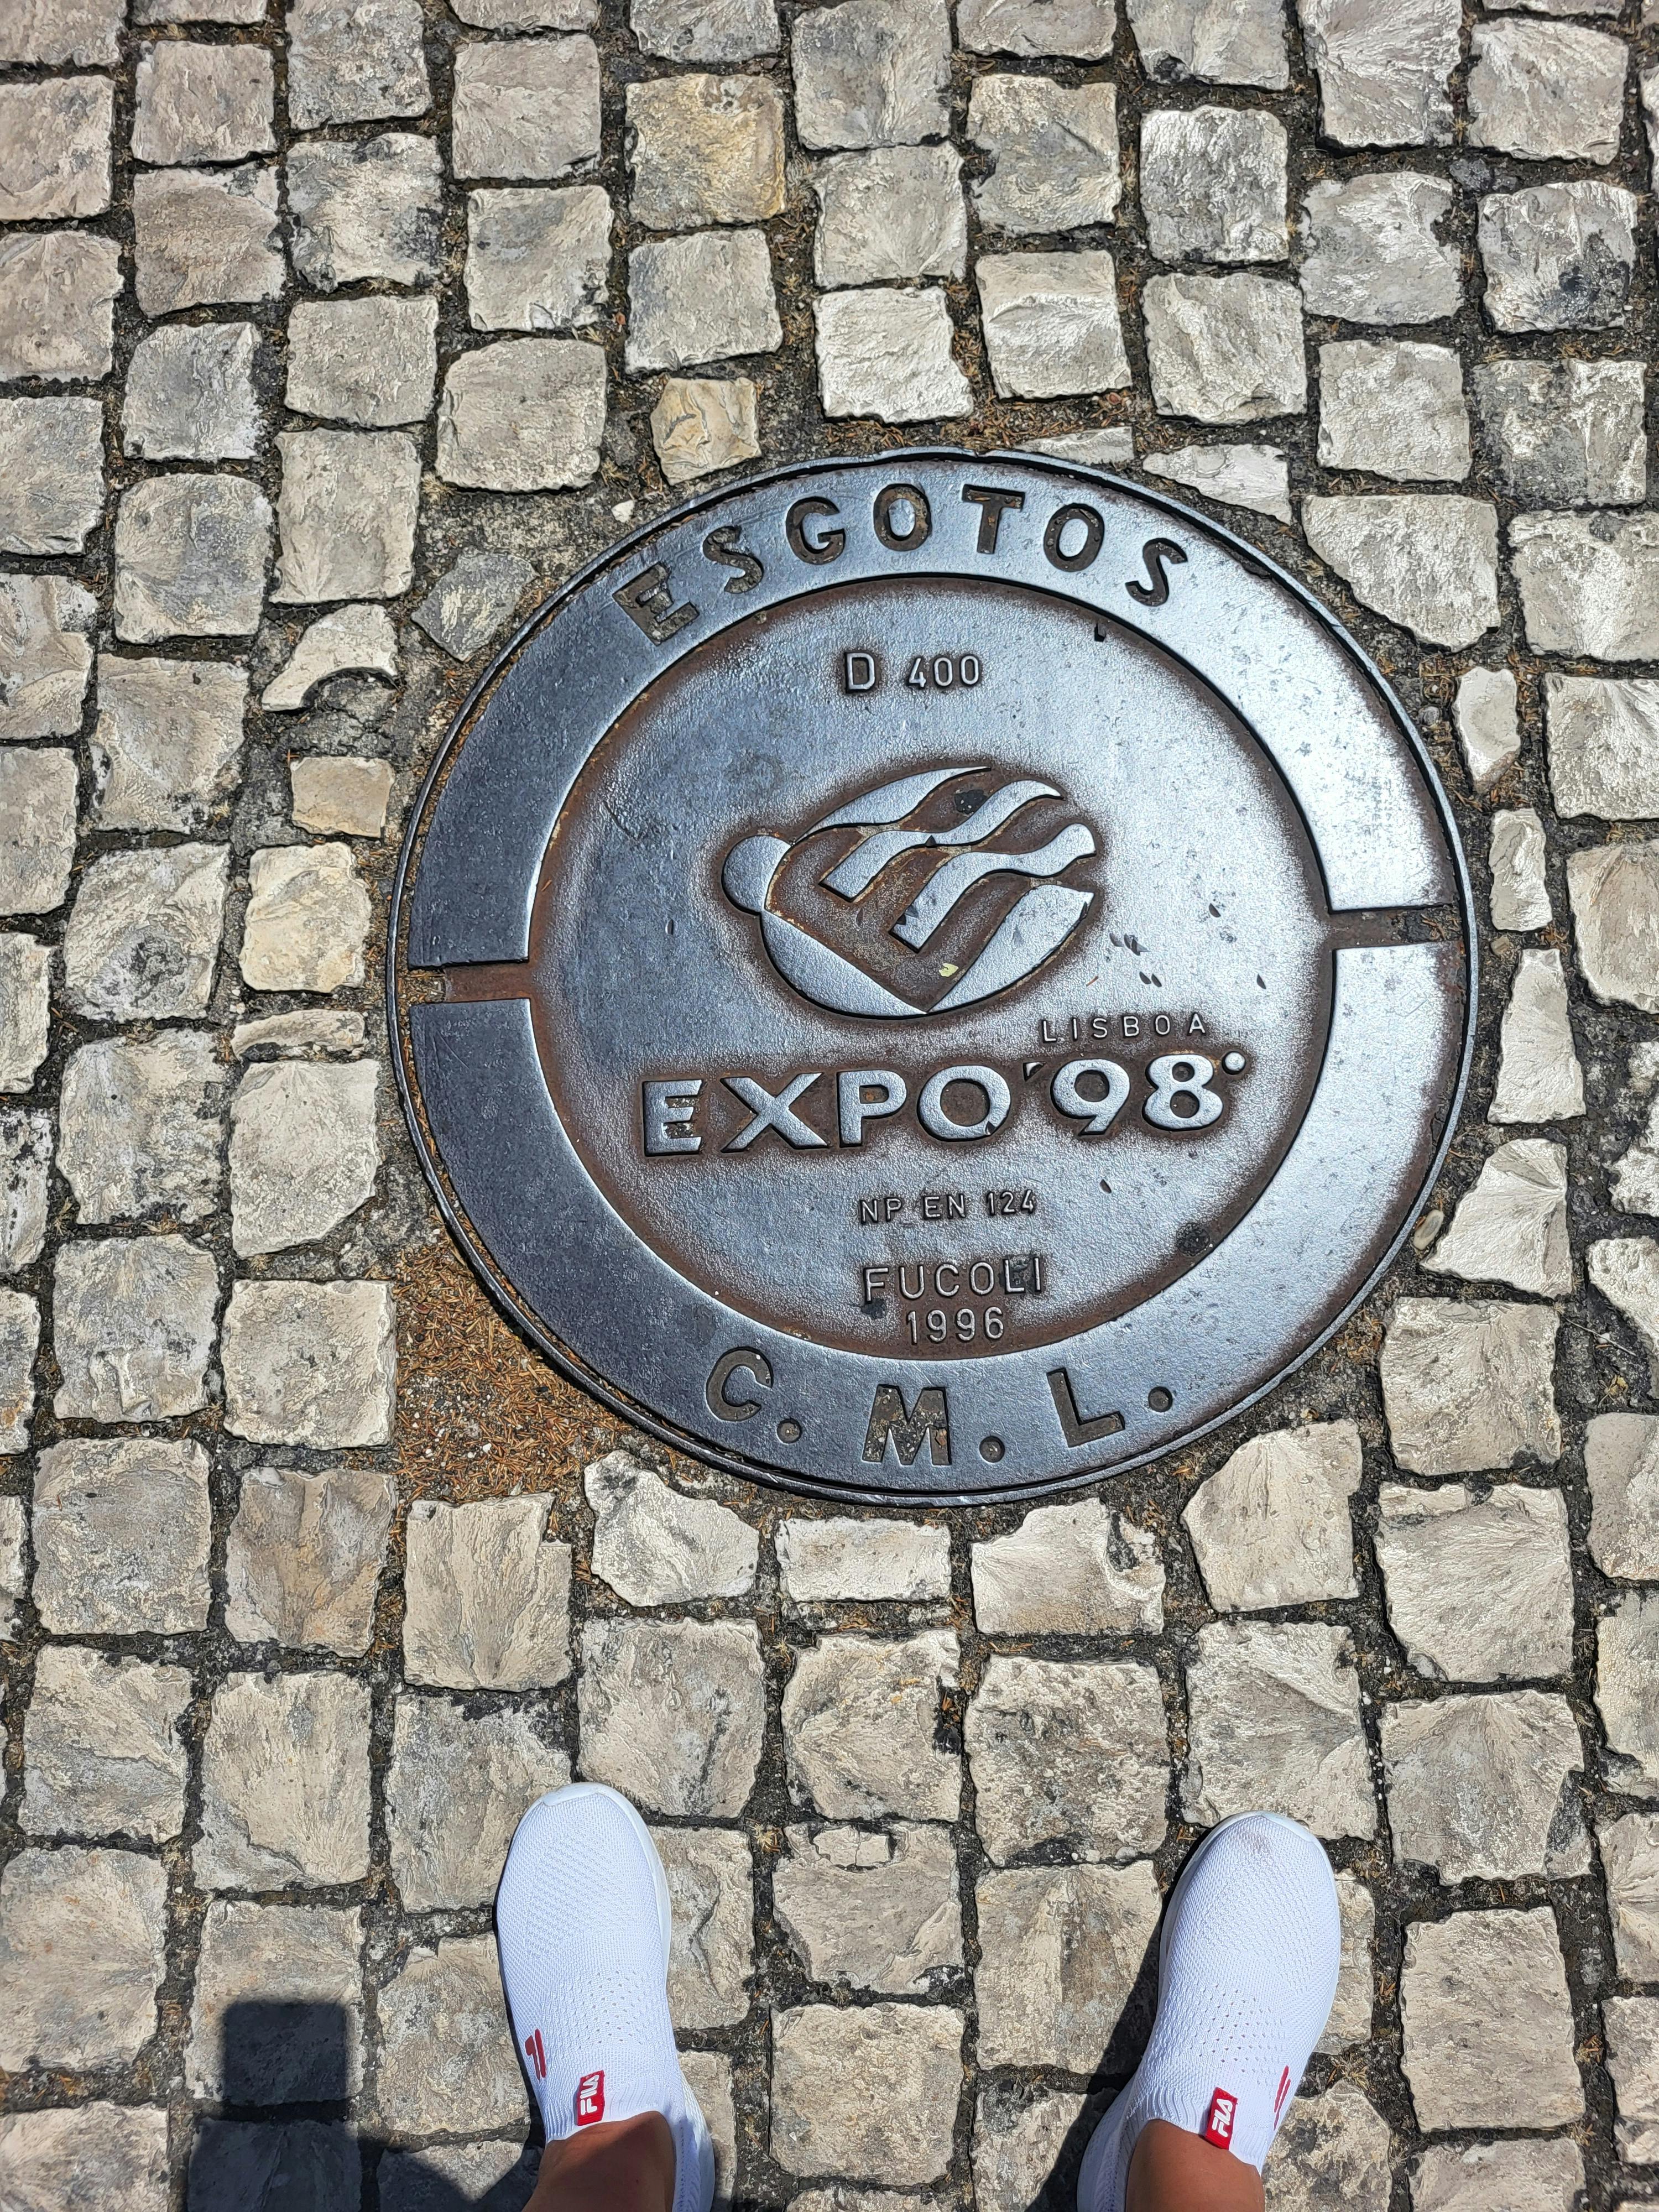 ESGOTOS
D 400
LISBOA
EXPO'98°
NP EN 124
FUCOLI
1996
C. M. L.
FILA
FILA